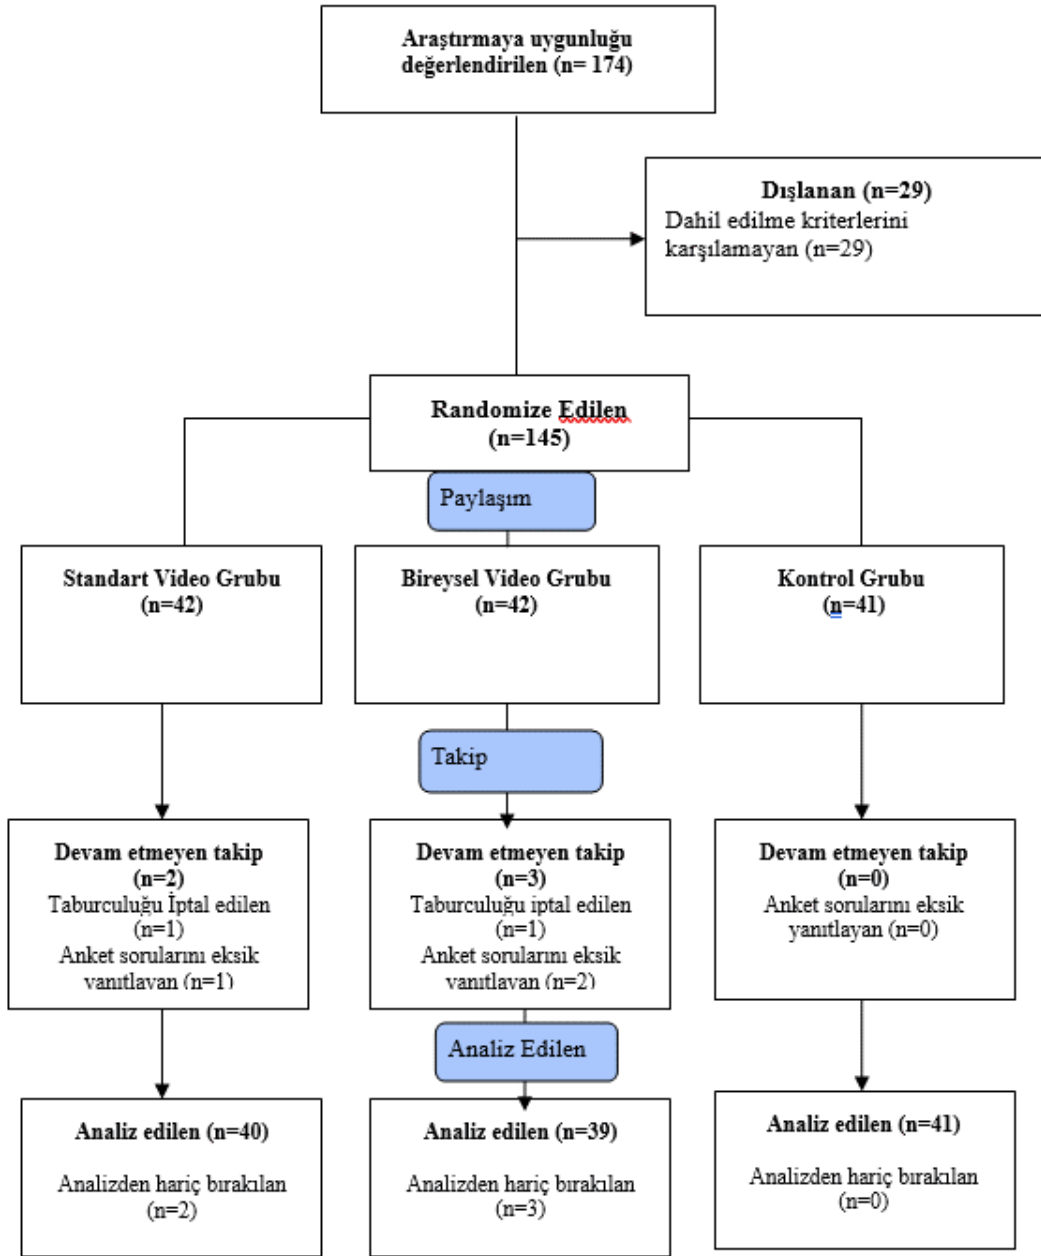 Araştırmaya uygunluğu
değerlendirilen (n= 174)
Dışlanan (n=29)
Dahil edilme kriterlerini
karşılamayan (n=29)
Randomize Edilen
(n=145)
Paylaşım
Standart Video Grubu
(n=42)
Bireysel Video Grubu
(n=42)
Kontrol Grubu
(n=41)
Takip
Devam etmeyen takip
(n=2)
Taburculuğu İptal edilen
(n=1)
Anket sorularını eksik
yanıtlayan (n=1)
Devam etmeyen takip
(n=3)
Taburculuğu iptal edilen
(n=1)
Anket sorularını eksik
yanıtlayan (n=2)
Devam etmeyen takip
(n=0)
Anket sorularını eksik
yanıtlayan (n=0)
Analiz Edilen
Analiz edilen (n=40)
Analizden hariç bırakılan
(n=2)
Analiz edilen (n=39)
Analizden hariç bırakılan
(n=3)
Analiz edilen (n=41)
Analizden hariç bırakılan
(n=0)